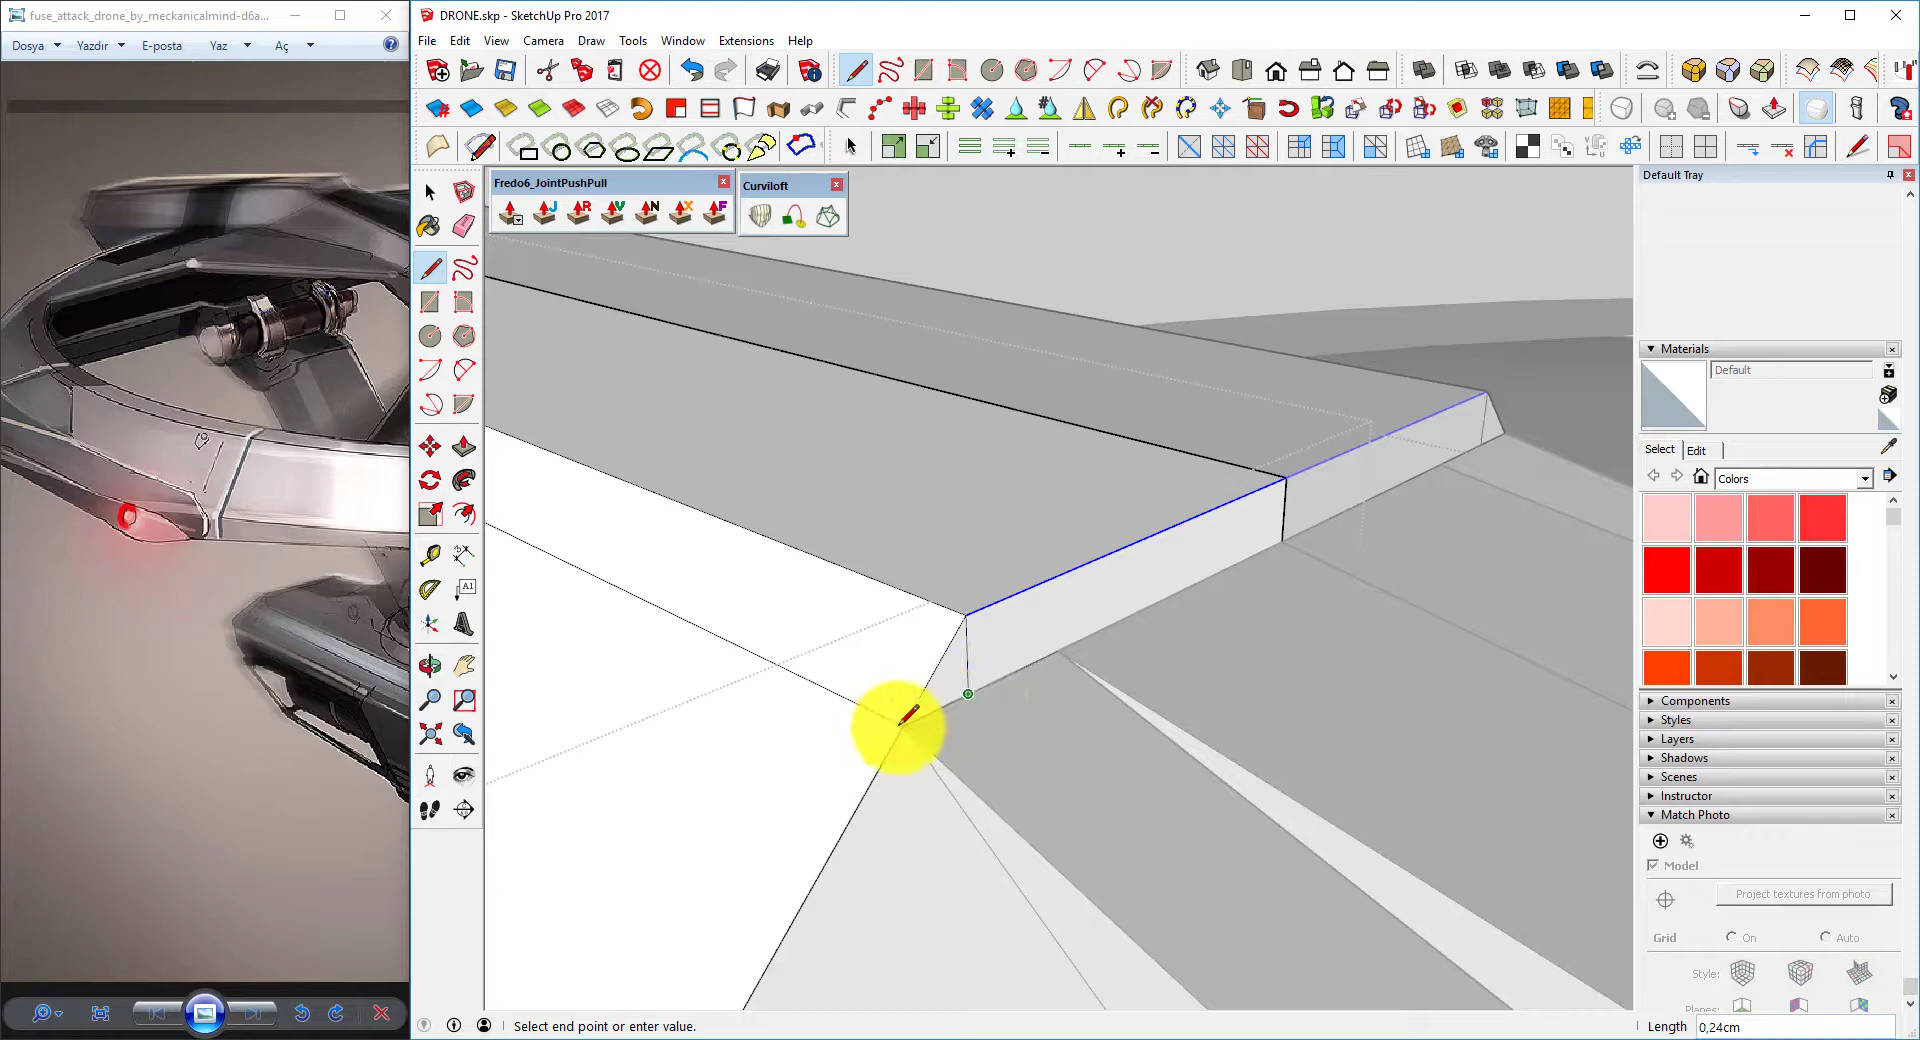 fuse_attack_drone_by_meckanicalmind-d6a...
Dosya
Yazdır
E-posta
Yaz
Aç
DRONE.skp - SketchUp Pro 2017
File Edit View Camera Draw Tools Window Extensions Help
Fredo6_JointPushPull
Curviloft
J
R
V
N
X
F
A1
Default Tray
Materials
Default
Select
Edit
Colors
Components
Styles
Layers
Shadows
Scenes
Instructor
Match Photo
Model
Project textures from photo
Grid
On
Auto
Style:
Planes:
Select end point or enter value.
Length 0,24cm